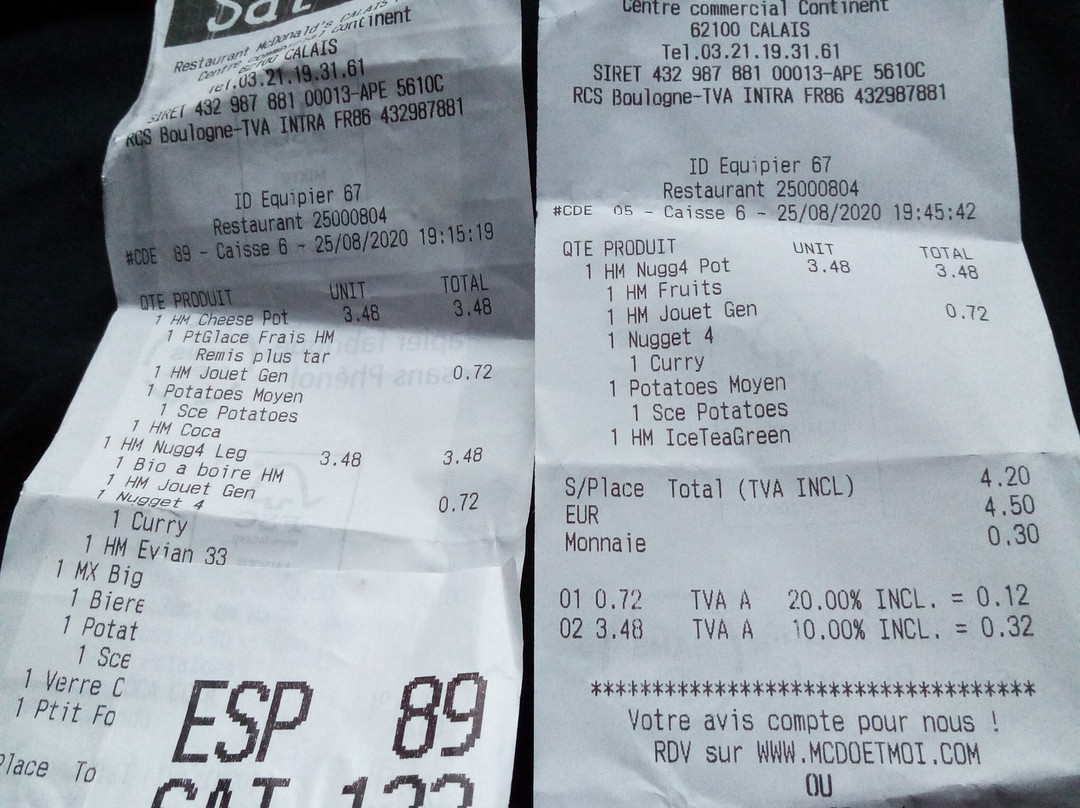 Restaurant McDonald's CALAIS
Centre commercial Continent
62100 CALAIS
Tel.03.21.19.31.61
SIRET 432 987 881 00013-APE 5610C
RCS Boulogne-TVA INTRA FR86 432987881
ID Equipier 67
Restaurant 25000804
#CDE 89 - Caisse 6 - 25/08/2020 19:15:19
QTE PRODUIT UNIT TOTAL
1 HM Cheese Pot 3.48 3.48
1 PtGlace Frais HM
Remis plus tar
1 HM Jouet Gen 0.72
1 Potatoes Moyen
1 Sce Potatoes
1 HM Coca
1 HM Nugg4 Leg 3.48 3.48
1 Bio a boire HM
1 HM Jouet Gen 0.72
1 Nugget 4
1 Curry
1 HM Evian 33
1 MX Big
1 Biere
1 Potat
1 Sce
1 Verre C
1 Ptit Fo
Place To
ESP 89
Centre commercial Continent
62100 CALAIS
Tel.03.21.19.31.61
SIRET 432 987 881 00013-APE 5610C
RCS Boulogne-TVA INTRA FR86 432987881
ID Equipier 67
Restaurant 25000804
#CDE 05 - Caisse 6 - 25/08/2020 19:45:42
QTE PRODUIT UNIT TOTAL
1 HM Nugg4 Pot 3.48 3.48
1 HM Fruits
1 HM Jouet Gen 0.72
1 Nugget 4
1 Curry
1 Potatoes Moyen
1 Sce Potatoes
1 HM IceTeaGreen
S/Place Total (TVA INCL) 4.20
EUR 4.50
Monnaie 0.30
01 0.72 TVA A 20.00% INCL. = 0.12
02 3.48 TVA A 10.00% INCL. = 0.32
************************************
Votre avis compte pour nous !
RDV sur WWW.MCDOETMOI.COM
OU